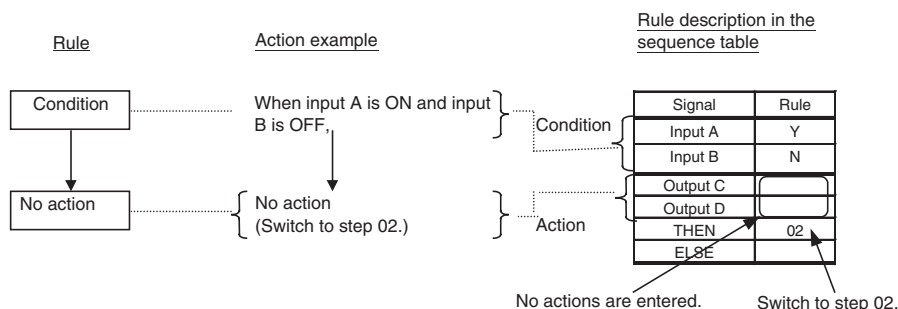 Rule
Action example
Rule description in the
sequence table
Condition
When input A is ON and input
B is OFF,
Condition
Signal Rule
Input A Y
Input B N
No action
No action
(Switch to step 02.)
Action
Output C
Output D
THEN 02
ELSE
No actions are entered.
Switch to step 02.